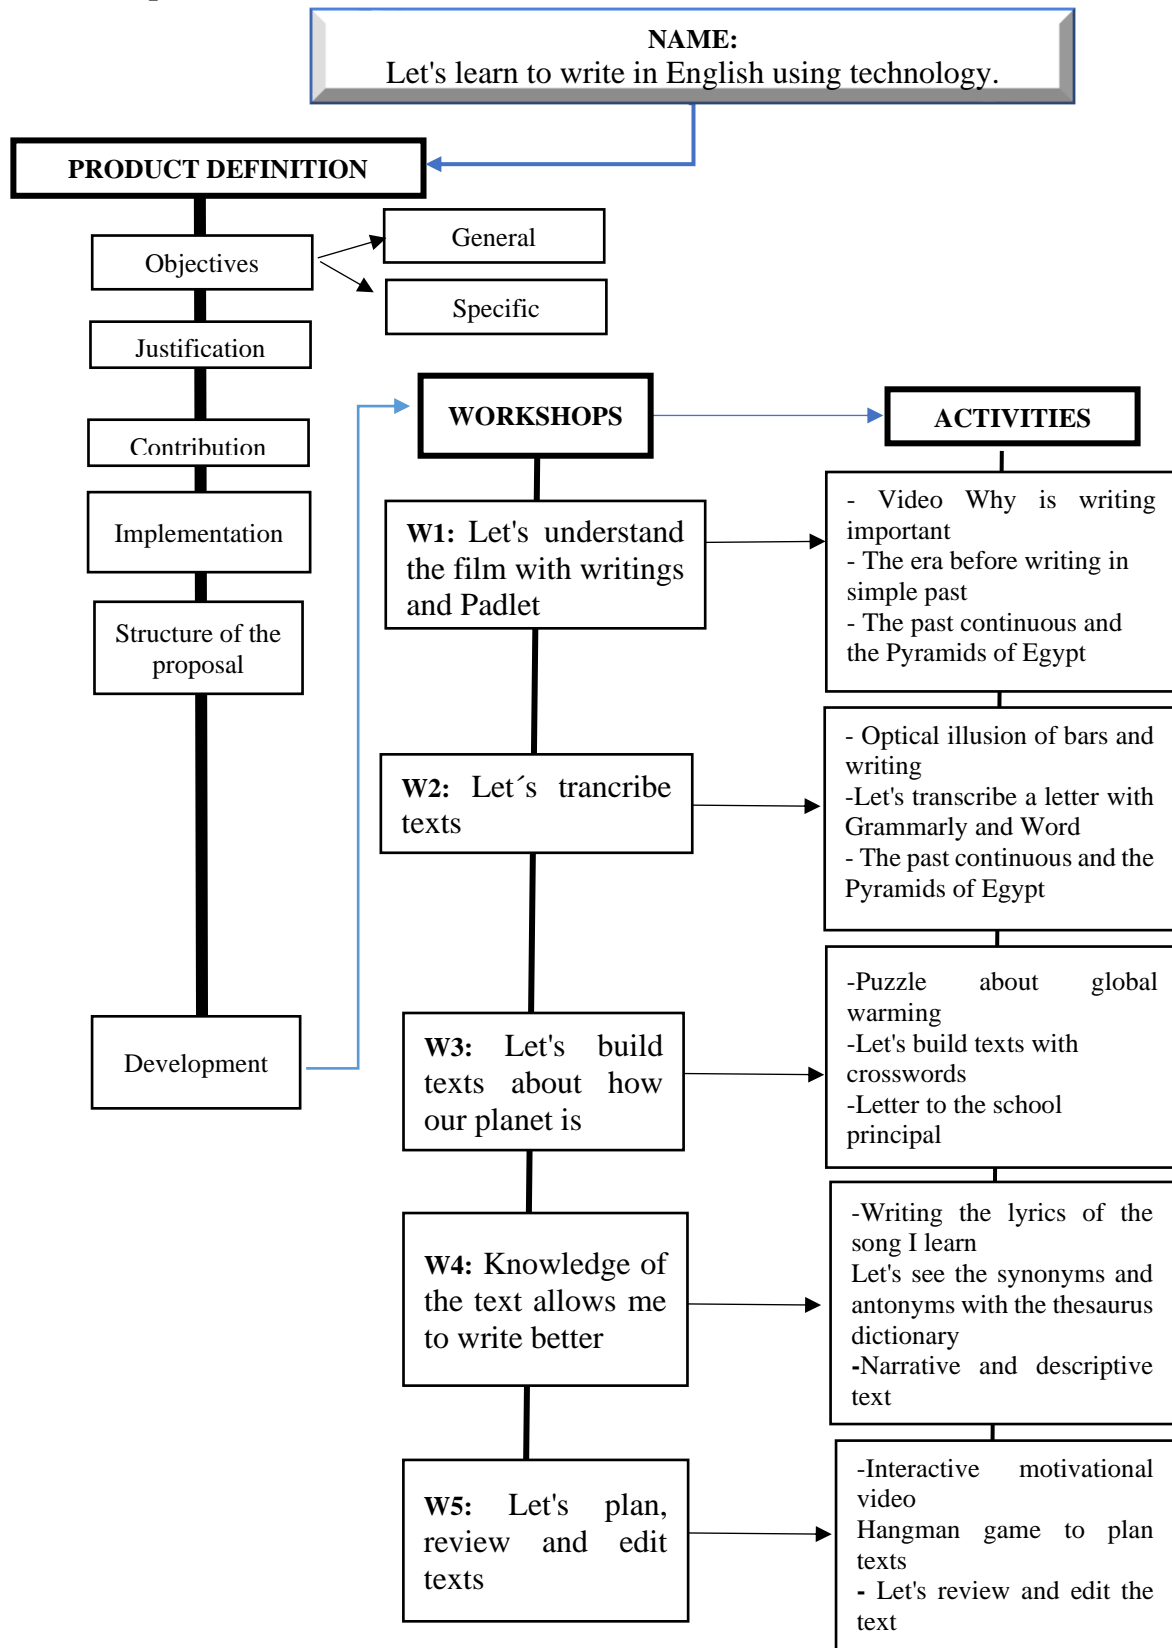 NAME:
Let's learn to write in English using technology.
PRODUCT DEFINITION
Objectives
General
Specific
Justification
Contribution
Implementation
Structure of the
proposal
Development
WORKSHOPS
ACTIVITIES
W1: Let's understand
the film with writings
and Padlet
- Video Why is writing
important
- The era before writing in
simple past
- The past continuous and
the Pyramids of Egypt
W2: Let´s trancribe
texts
- Optical illusion of bars and
writing
-Let's transcribe a letter with
Grammarly and Word
- The past continuous and the
Pyramids of Egypt
W3: Let's build
texts about how
our planet is
-Puzzle about global
warming
-Let's build texts with
crosswords
-Letter to the school
principal
W4: Knowledge of
the text allows me
to write better
-Writing the lyrics of the
song I learn
Let's see the synonyms and
antonyms with the thesaurus
dictionary
-Narrative and descriptive
text
W5: Let's plan,
review and edit
texts
-Interactive motivational
video
Hangman game to plan
texts
- Let's review and edit the
text